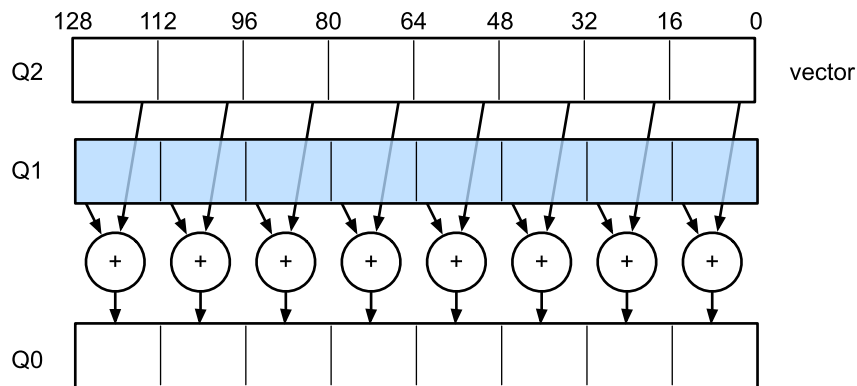 128 112 96 80 64 48 32 16 0
Q2 vector
Q1
+ + + + + + + +
Q0